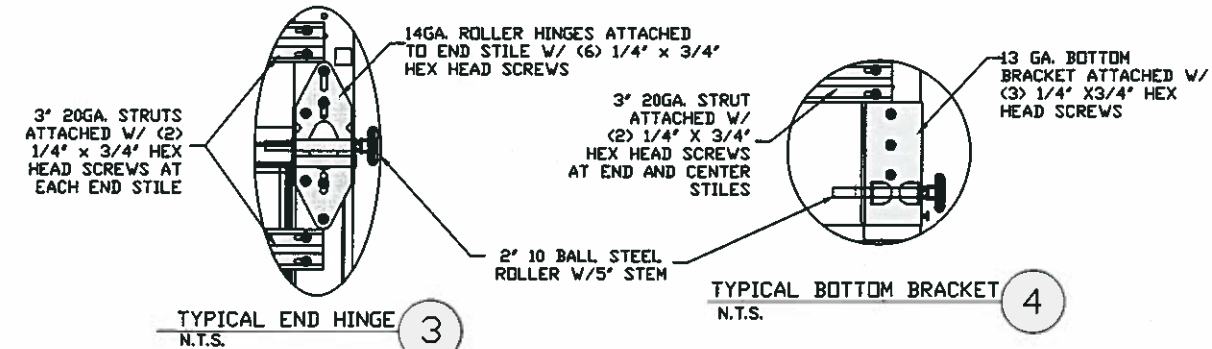 14GA. ROLLER HINGES ATTACHED
TO END STILE W/ (6) 1/4" x 3/4"
HEX HEAD SCREWS
3" 20GA. STRUTS
ATTACHED W/ (2)
1/4" x 3/4" HEX
HEAD SCREWS AT
EACH END STILE
3" 20GA. STRUT
ATTACHED W/
(2) 1/4" X 3/4"
HEX HEAD SCREWS
AT END AND CENTER
STILES
13 GA. BOTTOM
BRACKET ATTACHED W/
(3) 1/4" X3/4" HEX
HEAD SCREWS
2" 10 BALL STEEL
ROLLER W/5" STEM
TYPICAL END HINGE
N.T.S.
3
TYPICAL BOTTOM BRACKET
N.T.S.
4